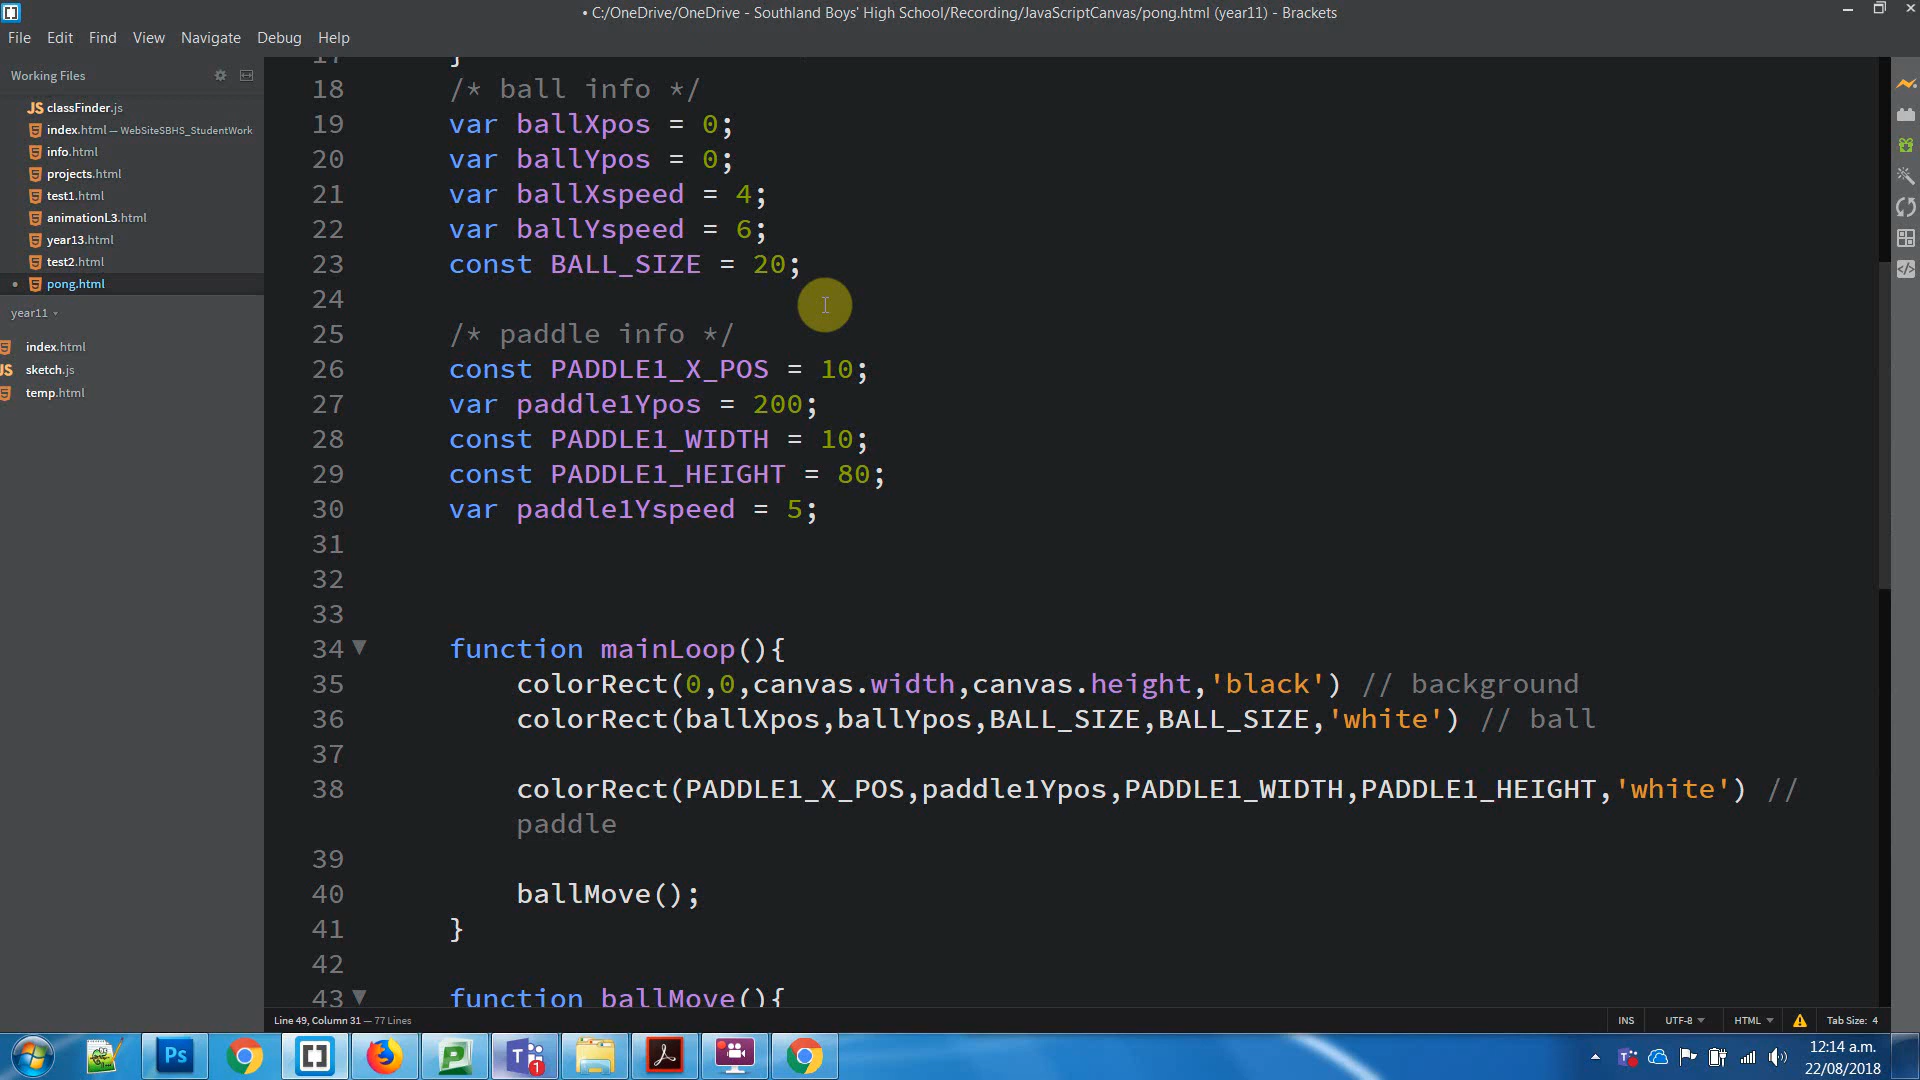 • C:/OneDrive/OneDrive - Southland Boys' High School/Recording/JavaScriptCanvas/pong.html (year11) - Brackets
File Edit Find View Navigate Debug Help
Working Files
classFinder.js
index.html — WebSiteSBHS_StudentWork
info.html
projects.html
test1.html
animationL3.html
year13.html
test2.html
pong.html
year11
index.html
sketch.js
temp.html
17 }
18 /* ball info */
19 var ballXpos = 0;
20 var ballYpos = 0;
21 var ballXspeed = 4;
22 var ballYspeed = 6;
23 const BALL_SIZE = 20;
24
25 /* paddle info */
26 const PADDLE1_X_POS = 10;
27 var paddle1Ypos = 200;
28 const PADDLE1_WIDTH = 10;
29 const PADDLE1_HEIGHT = 80;
30 var paddle1Yspeed = 5;
31
32
33
34 function mainLoop(){
35 colorRect(0,0,canvas.width,canvas.height,'black') // background
36 colorRect(ballXpos,ballYpos,BALL_SIZE,BALL_SIZE,'white') // ball
37
38 colorRect(PADDLE1_X_POS,paddle1Ypos,PADDLE1_WIDTH,PADDLE1_HEIGHT,'white') //
paddle
39
40 ballMove();
41 }
42
43 function ballMove(){
Line 49, Column 31 — 77 Lines
INS UTF-8 HTML Tab Size: 4
Ps
1
12:14 a.m.
22/08/2018